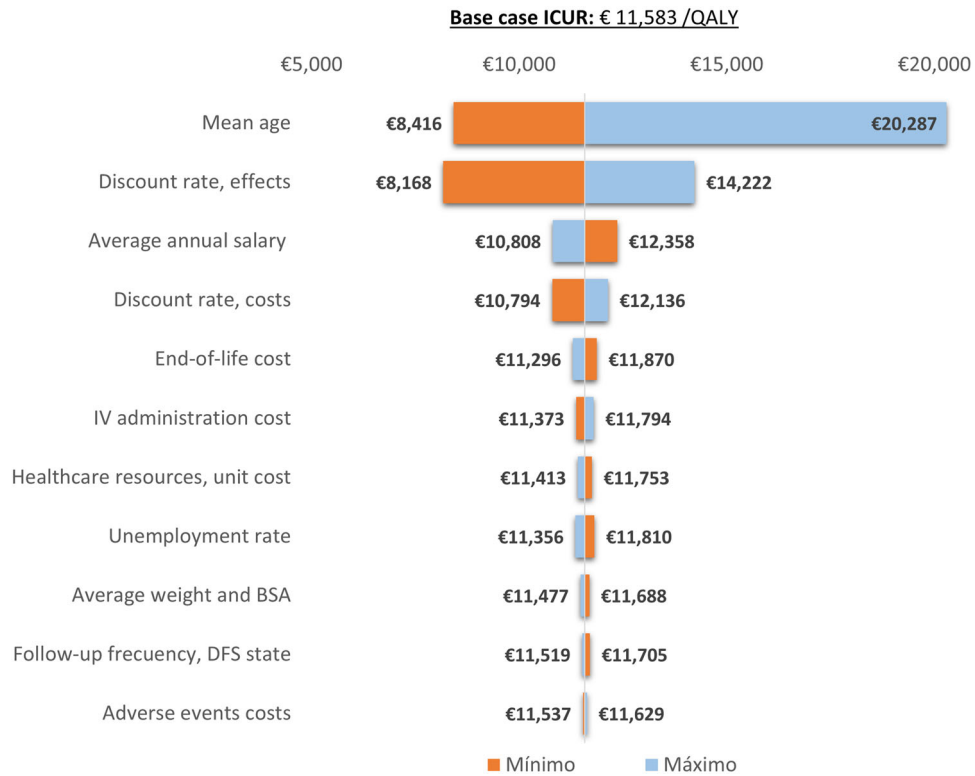 Base case ICUR: € 11,583 /QALY
€5,000 €10,000 €15,000 €20,000
Mean age €8,416 €20,287
Discount rate, effects €8,168 €14,222
Average annual salary €10,808 €12,358
Discount rate, costs €10,794 €12,136
End-of-life cost €11,296 €11,870
IV administration cost €11,373 €11,794
Healthcare resources, unit cost €11,413 €11,753
Unemployment rate €11,356 €11,810
Average weight and BSA €11,477 €11,688
Follow-up frecuency, DFS state €11,519 €11,705
Adverse events costs €11,537 €11,629
Mínimo Máximo